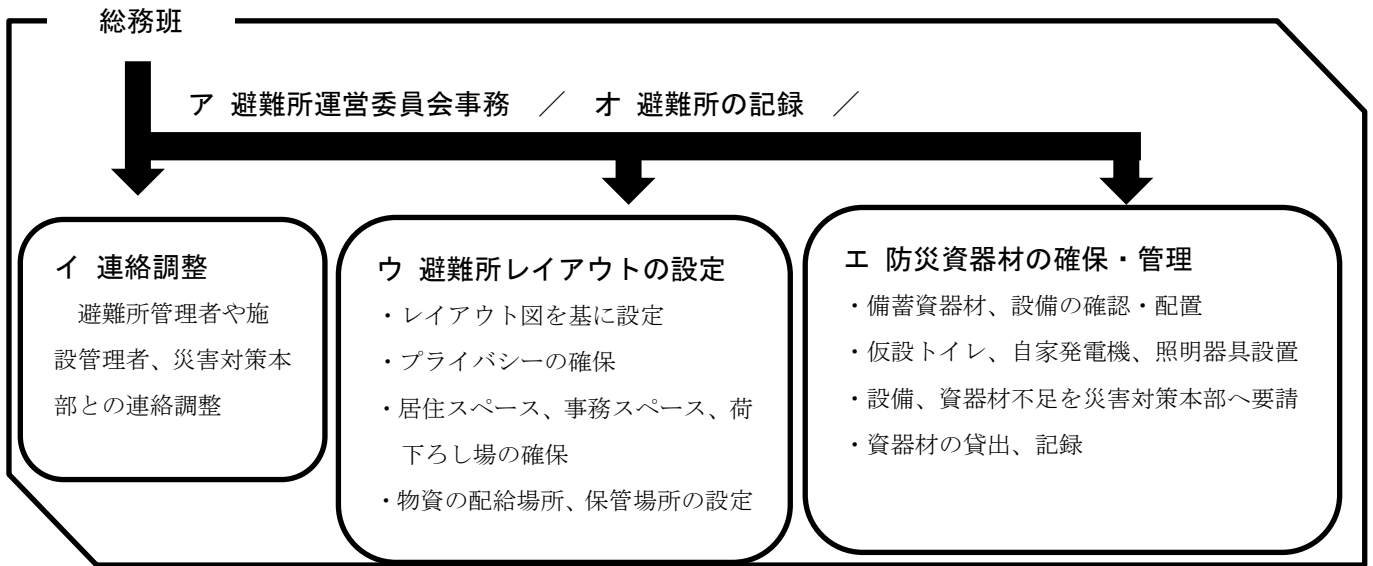 総務班
ア 避難所運営委員会事務 ／ オ 避難所の記録 ／
イ 連絡調整
避難所管理者や施
設管理者、災害対策本
部との連絡調整
ウ 避難所レイアウトの設定
・レイアウト図を基に設定
・プライバシーの確保
・居住スペース、事務スペース、荷
下ろし場の確保
・物資の配給場所、保管場所の設定
エ 防災資器材の確保・管理
・備蓄資器材、設備の確認・配置
・仮設トイレ、自家発電機、照明器具設置
・設備、資器材不足を災害対策本部へ要請
・資器材の貸出、記録